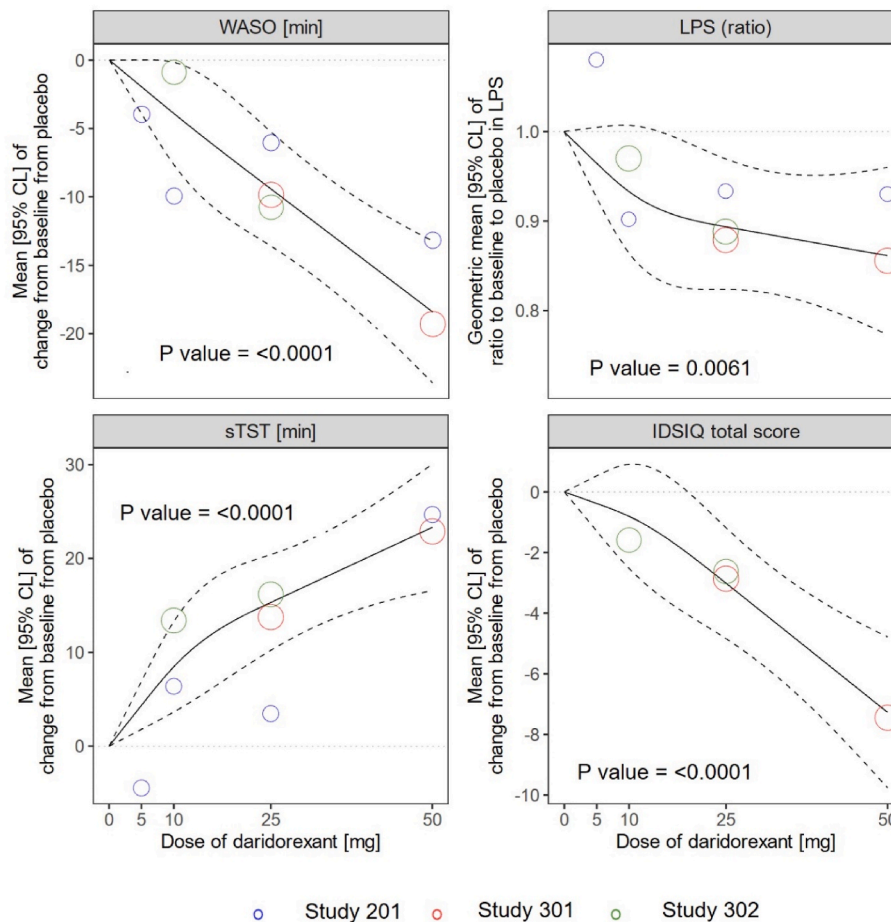 WASO [min]
Mean [95% CL] of
change from baseline from placebo
0
-5
-10
-15
-20
P value = <0.0001
LPS (ratio)
Geometric mean [95% CL] of
ratio to baseline to placebo in LPS
1.0
0.9
0.8
P value = 0.0061
sTST [min]
Mean [95% CL] of
change from baseline from placebo
30
20
10
0
P value = <0.0001
0 5 10 25 50
Dose of daridorexant [mg]
IDSIQ total score
Mean [95% CL] of
change from baseline from placebo
0
-2
-4
-6
-8
-10
P value = <0.0001
0 5 10 25 50
Dose of daridorexant [mg]
Study 201 Study 301 Study 302